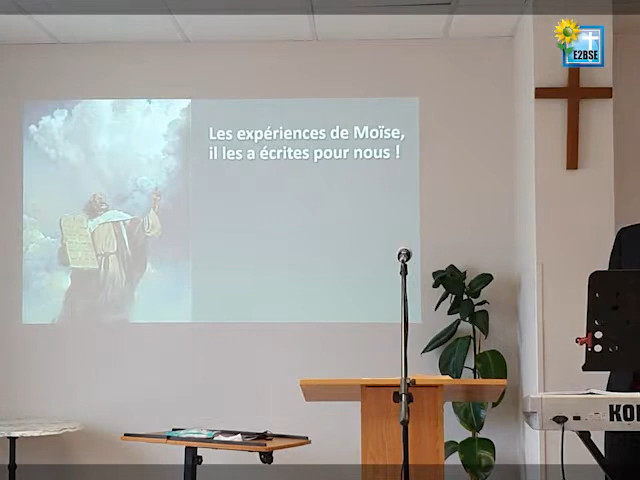 E2BSE
Les expériences de Moïse,
il les a écrites pour nous !
KO